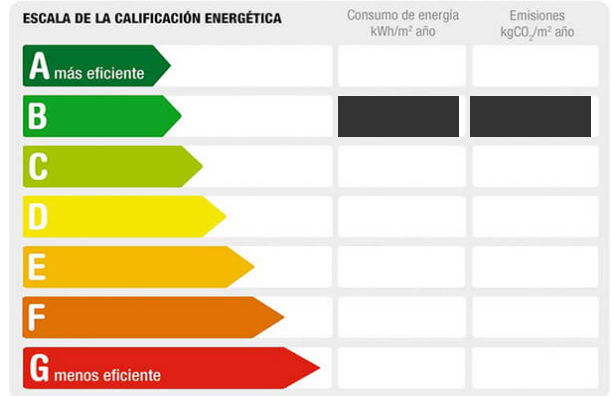 ESCALA DE LA CALIFICACIÓN ENERGÉTICA
Consumo de energía
kWh/m² año
Emisiones
kgCO₂/m² año
A más eficiente
B
C
D
E
F
G menos eficiente